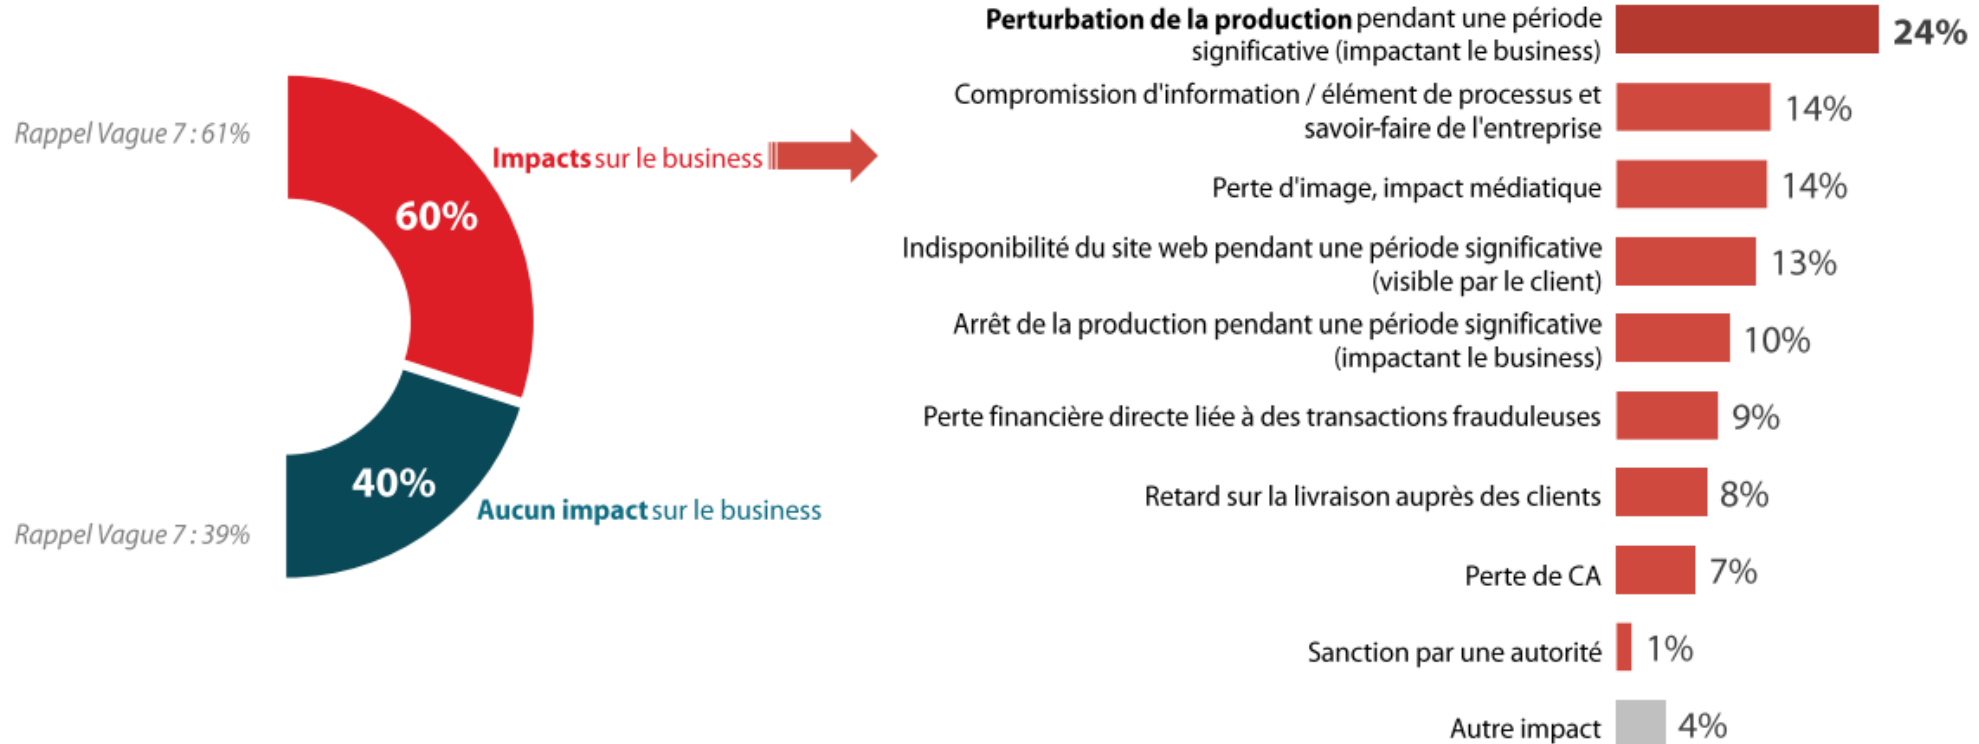 Rappel Vague 7 : 61%
60%
Impacts sur le business
40%
Aucun impact sur le business
Rappel Vague 7 : 39%
Perturbation de la production pendant une période
significative (impactant le business)
24%
Compromission d'information / élément de processus et
savoir-faire de l'entreprise
14%
Perte d'image, impact médiatique
14%
Indisponibilité du site web pendant une période significative
(visible par le client)
13%
Arrêt de la production pendant une période significative
(impactant le business)
10%
Perte financière directe liée à des transactions frauduleuses
9%
Retard sur la livraison auprès des clients
8%
Perte de CA
7%
Sanction par une autorité
1%
Autre impact
4%